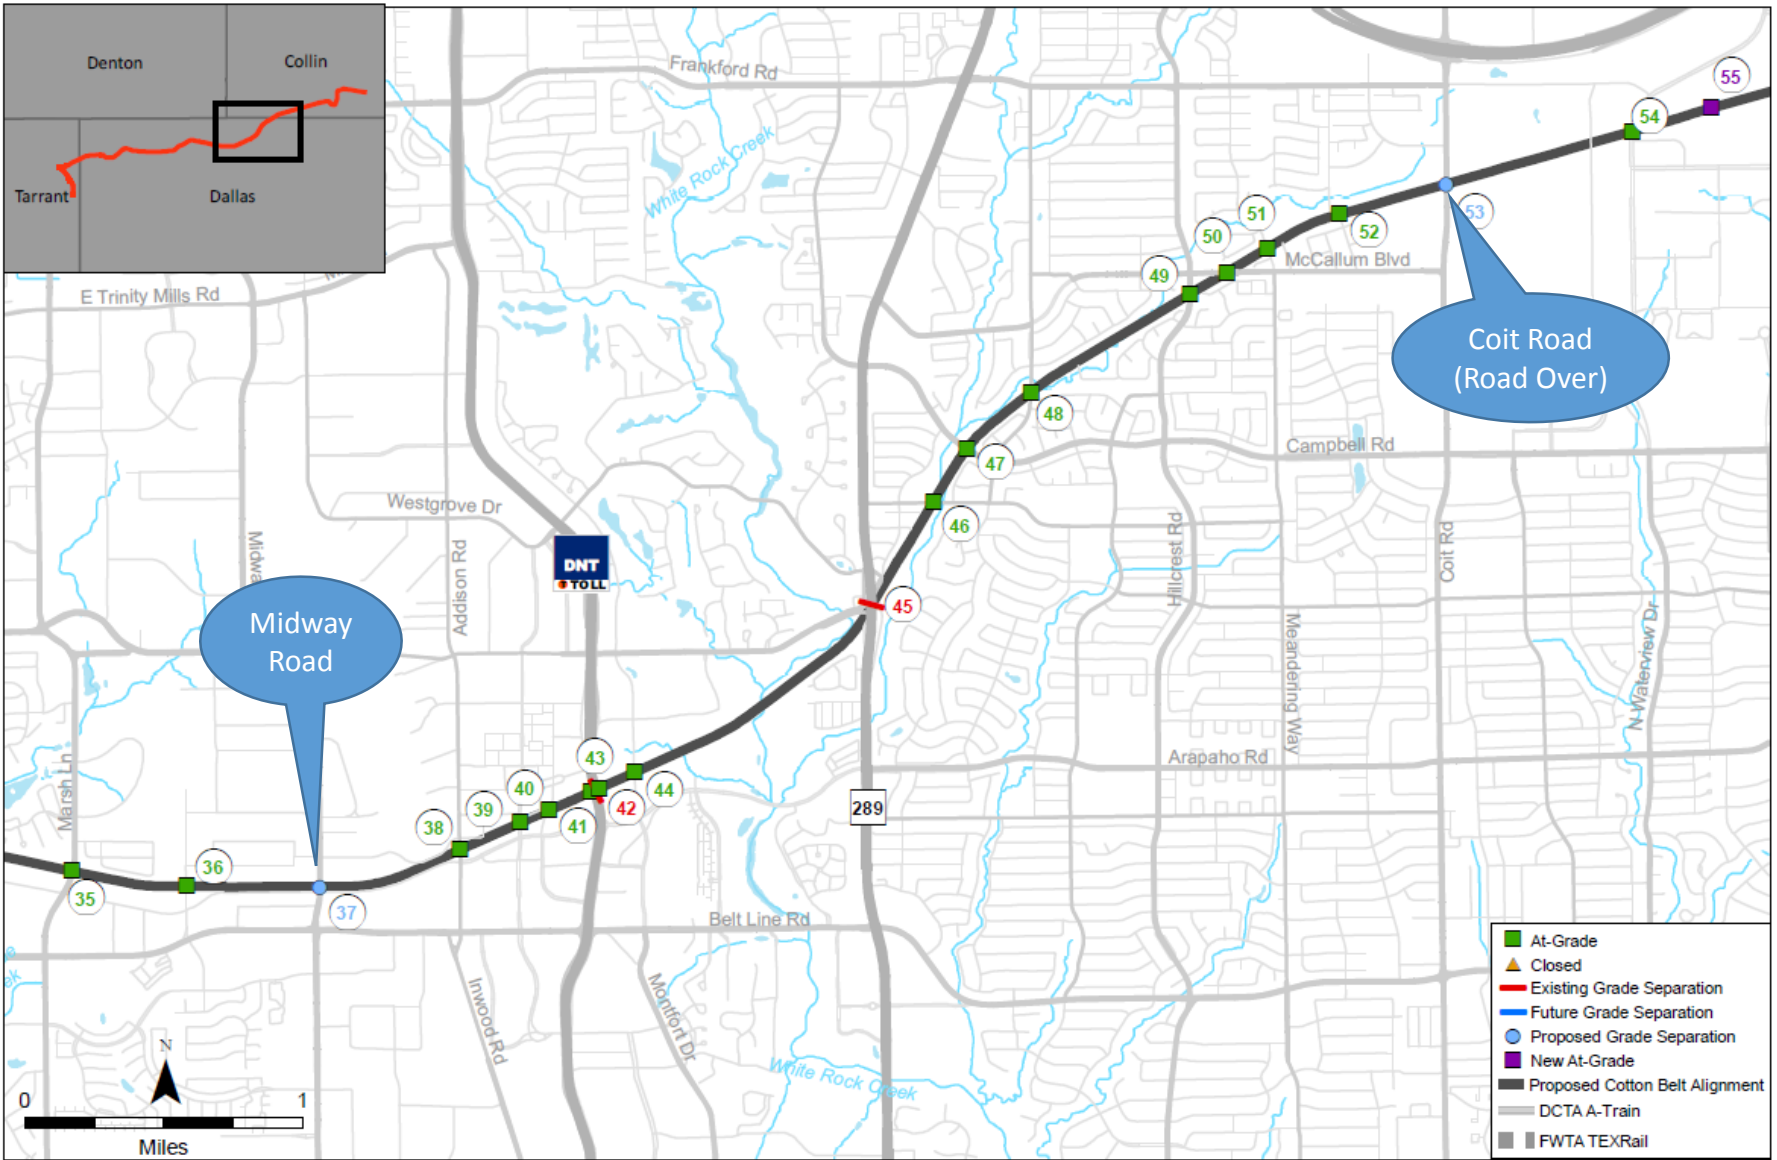 Denton
Collin
Tarrant
Dallas
Frankford Rd
White Rock Creek
55
54
53
51
50
52
McCallum Blvd
49
E Trinity Mills Rd
Coit Road
(Road Over)
48
Campbell Rd
47
Westgrove Dr
46
Midwa
Addison Rd
DNT
TOLL
Hillcrest Rd
Coit Rd
45
Midway
Road
Meandering Way
N Waterview Dr
Marsh Ln
43
44
Arapaho Rd
40
39
42
41
38
289
36
35
37
Belt Line Rd
Inwood Rd
Montfort Dr
White Rock Creek
ek
N
0
1
Miles
At-Grade
Closed
Existing Grade Separation
Future Grade Separation
Proposed Grade Separation
New At-Grade
Proposed Cotton Belt Alignment
DCTA A-Train
FWTA TEXRail